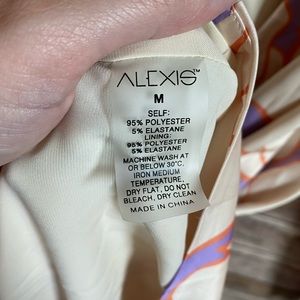 ALEXIS™
M
SELF:
95% POLYESTER
5% ELASTANE
LINING:
95% POLYESTER
5% ELASTANE
MACHINE WASH AT
OR BELOW 30°C.
IRON MEDIUM
TEMPERATURE,
DRY FLAT, DO NOT
BLEACH, DRY CLEAN
MADE IN CHINA